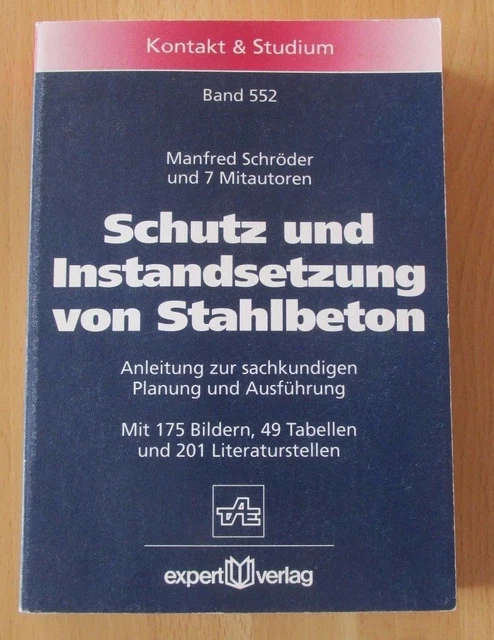 Kontakt & Studium
Band 552
Manfred Schröder
und 7 Mitautoren
Schutz und
Instandsetzung
von Stahlbeton
Anleitung zur sachkundigen
Planung und Ausführung
Mit 175 Bildern, 49 Tabellen
und 201 Literaturstellen
TAE
expert verlag